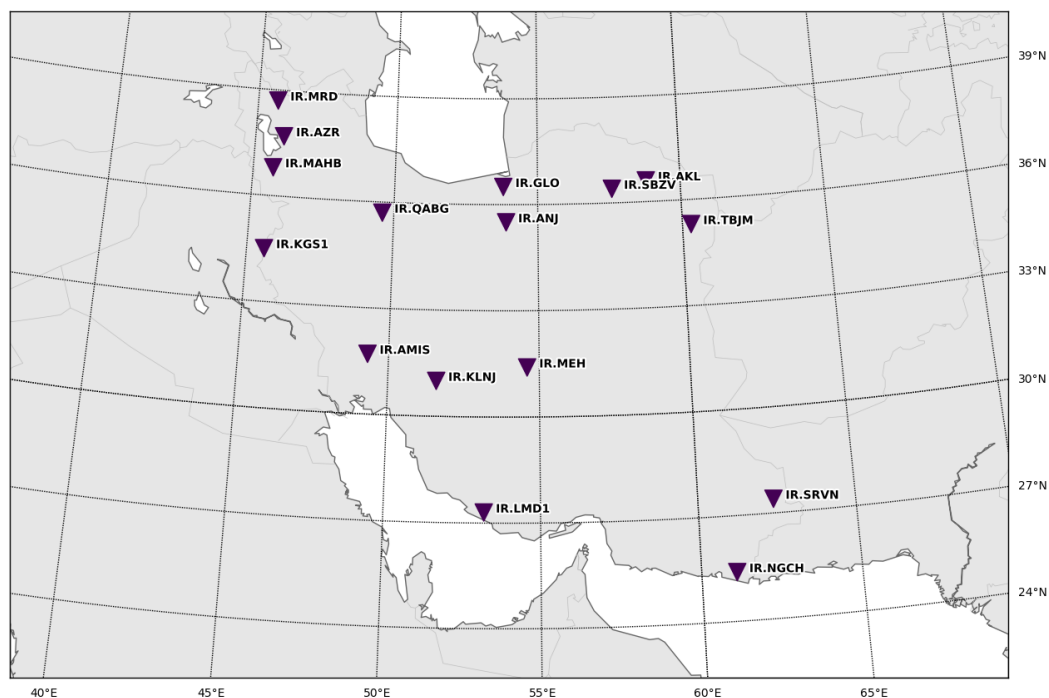 39°N
IR.MRD
IR.AZR
IR.MAHB
36°N
IR.AKL
IR.GLO
IR.SBZV
IR.QABG
IR.ANJ
IR.TBJM
IR.KGS1
33°N
IR.AMIS
IR.MEH
IR.KLNJ
30°N
27°N
IR.SRVN
IR.LMD1
IR.NGCH
24°N
40°E 45°E 50°E 55°E 60°E 65°E